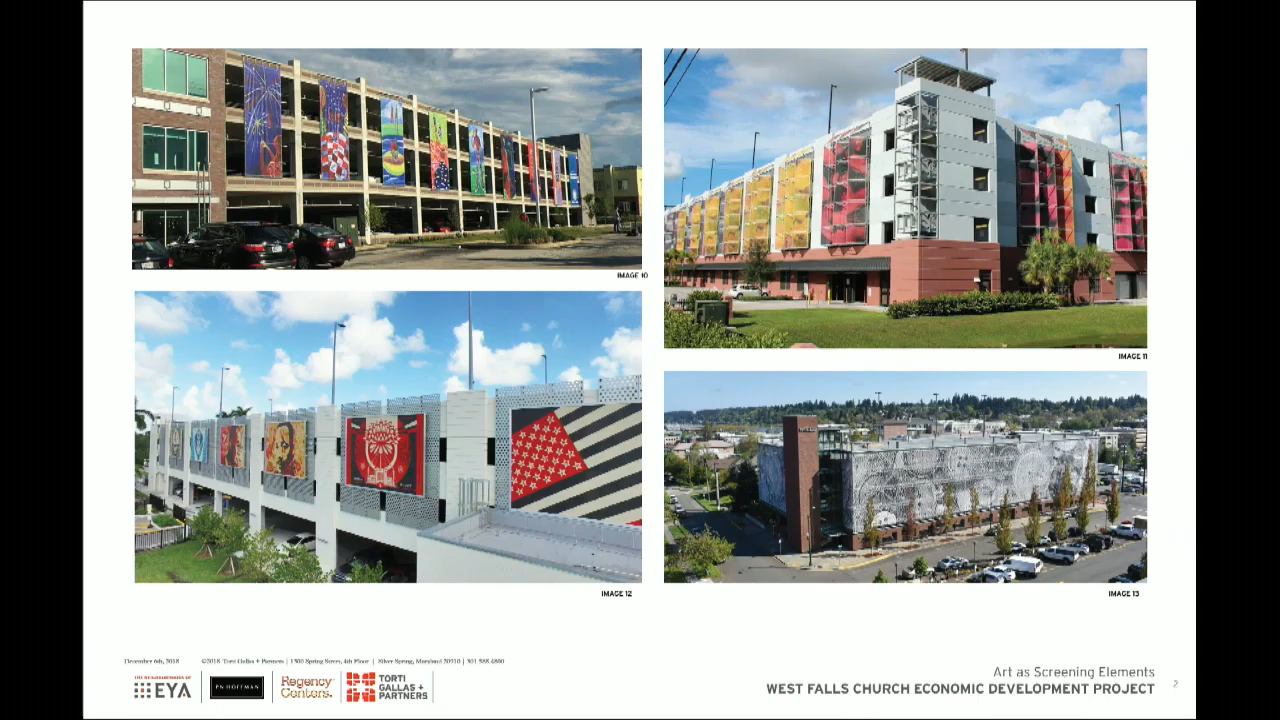 IMAGE 10
IMAGE 11
IMAGE 12
IMAGE 13
December 6th, 2018 ©2018 Torti Gallas + Partners | 1300 Spring Street, 4th Floor | Silver Spring, Maryland 20910 | 301.588.4800
EYA
PN HOFFMAN
Regency
Centers.
TORTI
GALLAS +
PARTNERS
Art as Screening Elements
WEST FALLS CHURCH ECONOMIC DEVELOPMENT PROJECT
2